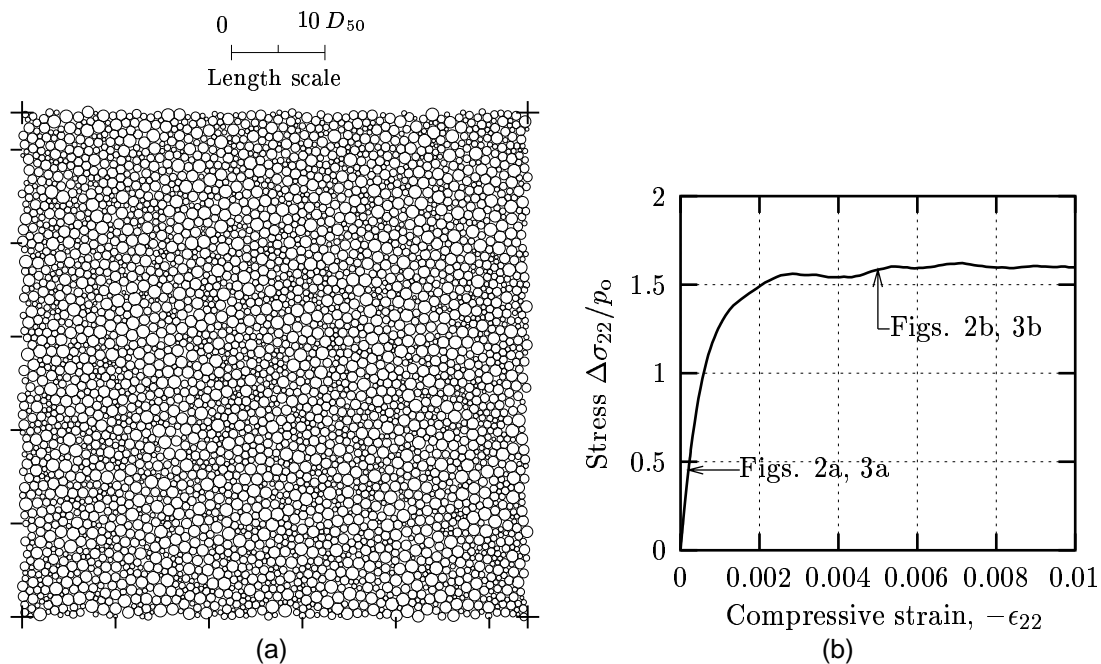 0 10 D₅₀
Length scale
(a)
2
1.5
1
0.5
0
Stress Δσ₂₂/pₒ
Figs. 2b, 3b
Figs. 2a, 3a
0 0.002 0.004 0.006 0.008 0.01
Compressive strain, −ϵ₂₂
(b)